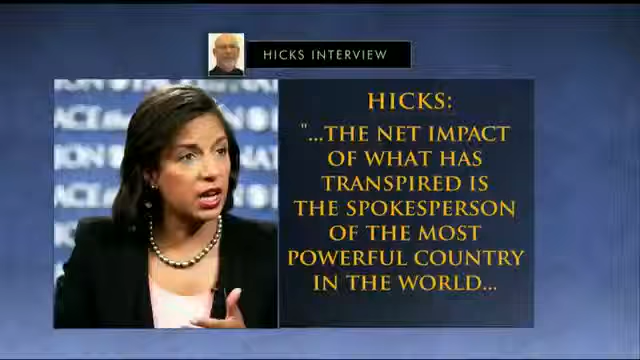 HICKS INTERVIEW
HICKS:
"...THE NET IMPACT
OF WHAT HAS
TRANSPIRED IS
THE SPOKESPERSON
OF THE MOST
POWERFUL COUNTRY
IN THE WORLD...